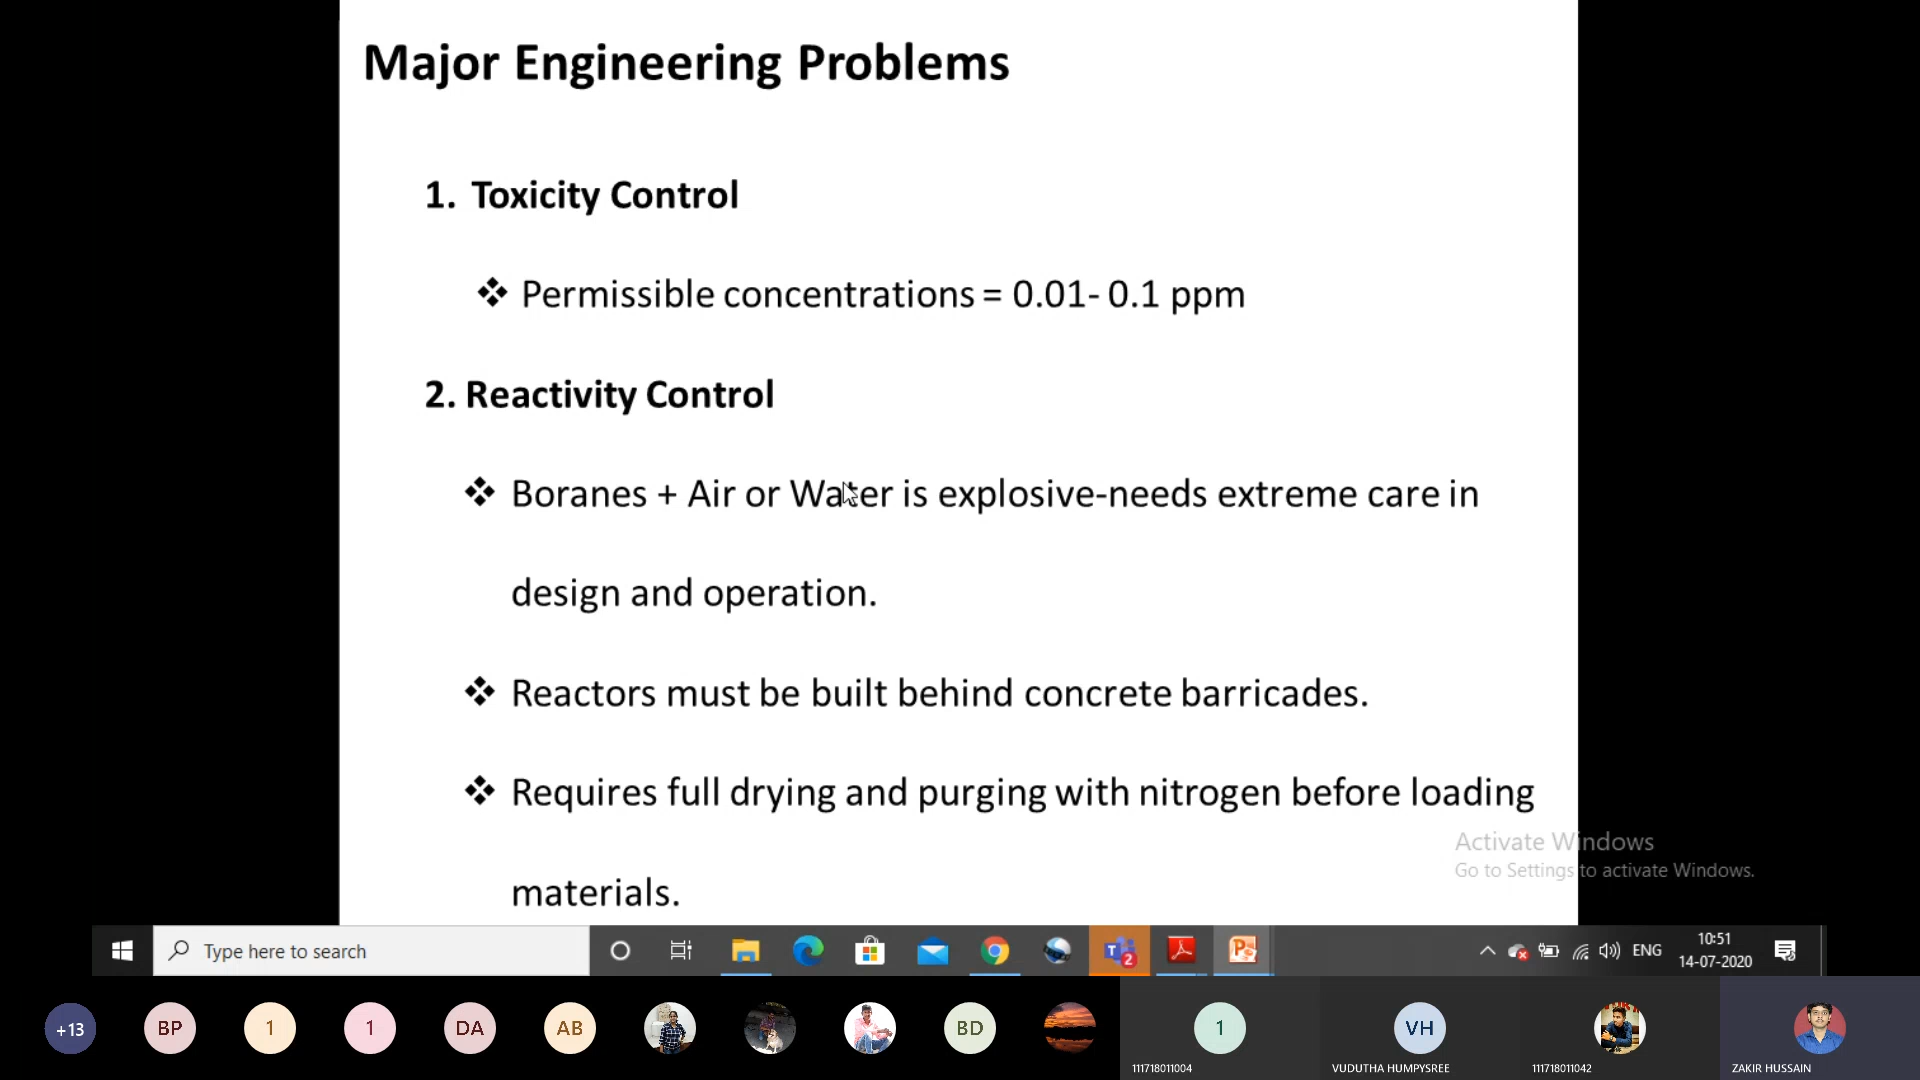 Major Engineering Problems
1. Toxicity Control
❖ Permissible concentrations = 0.01- 0.1 ppm
2. Reactivity Control
❖ Boranes + Air or Water is explosive-needs extreme care in
design and operation.
❖ Reactors must be built behind concrete barricades.
❖ Requires full drying and purging with nitrogen before loading
materials.
Activate Windows
Go to Settings to activate Windows.
Type here to search
T 2
P
ENG
10:51
14-07-2020
+13
BP
1
1
DA
AB
BD
1
VH
111718011004
VUDUTHA HUMPYSREE
111718011042
ZAKIR HUSSAIN